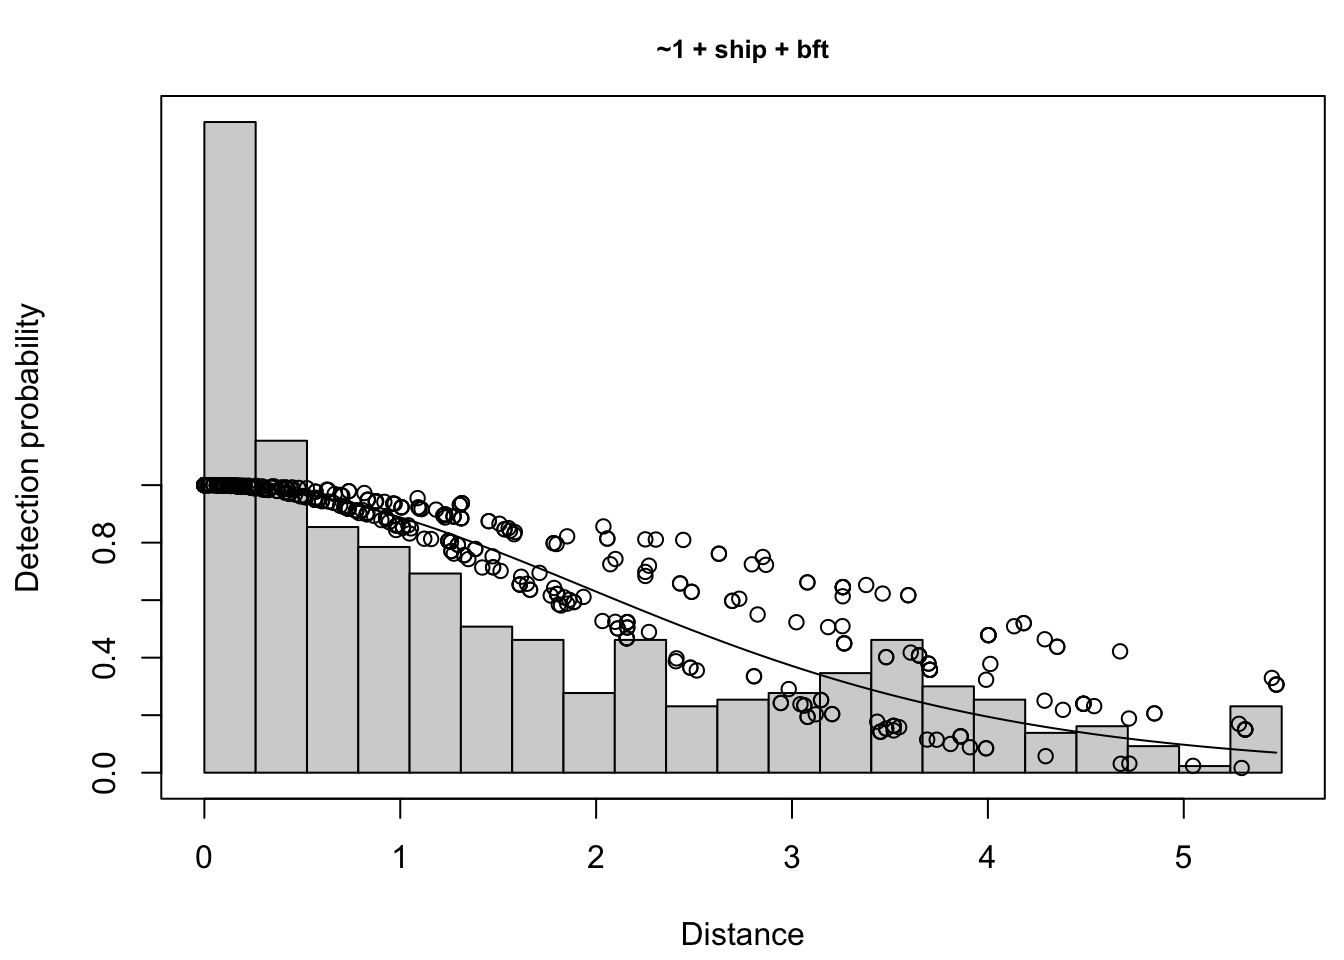 ~1 + ship + bft
Detection probability
0.8
0.4
0.0
0 1 2 3 4 5
Distance